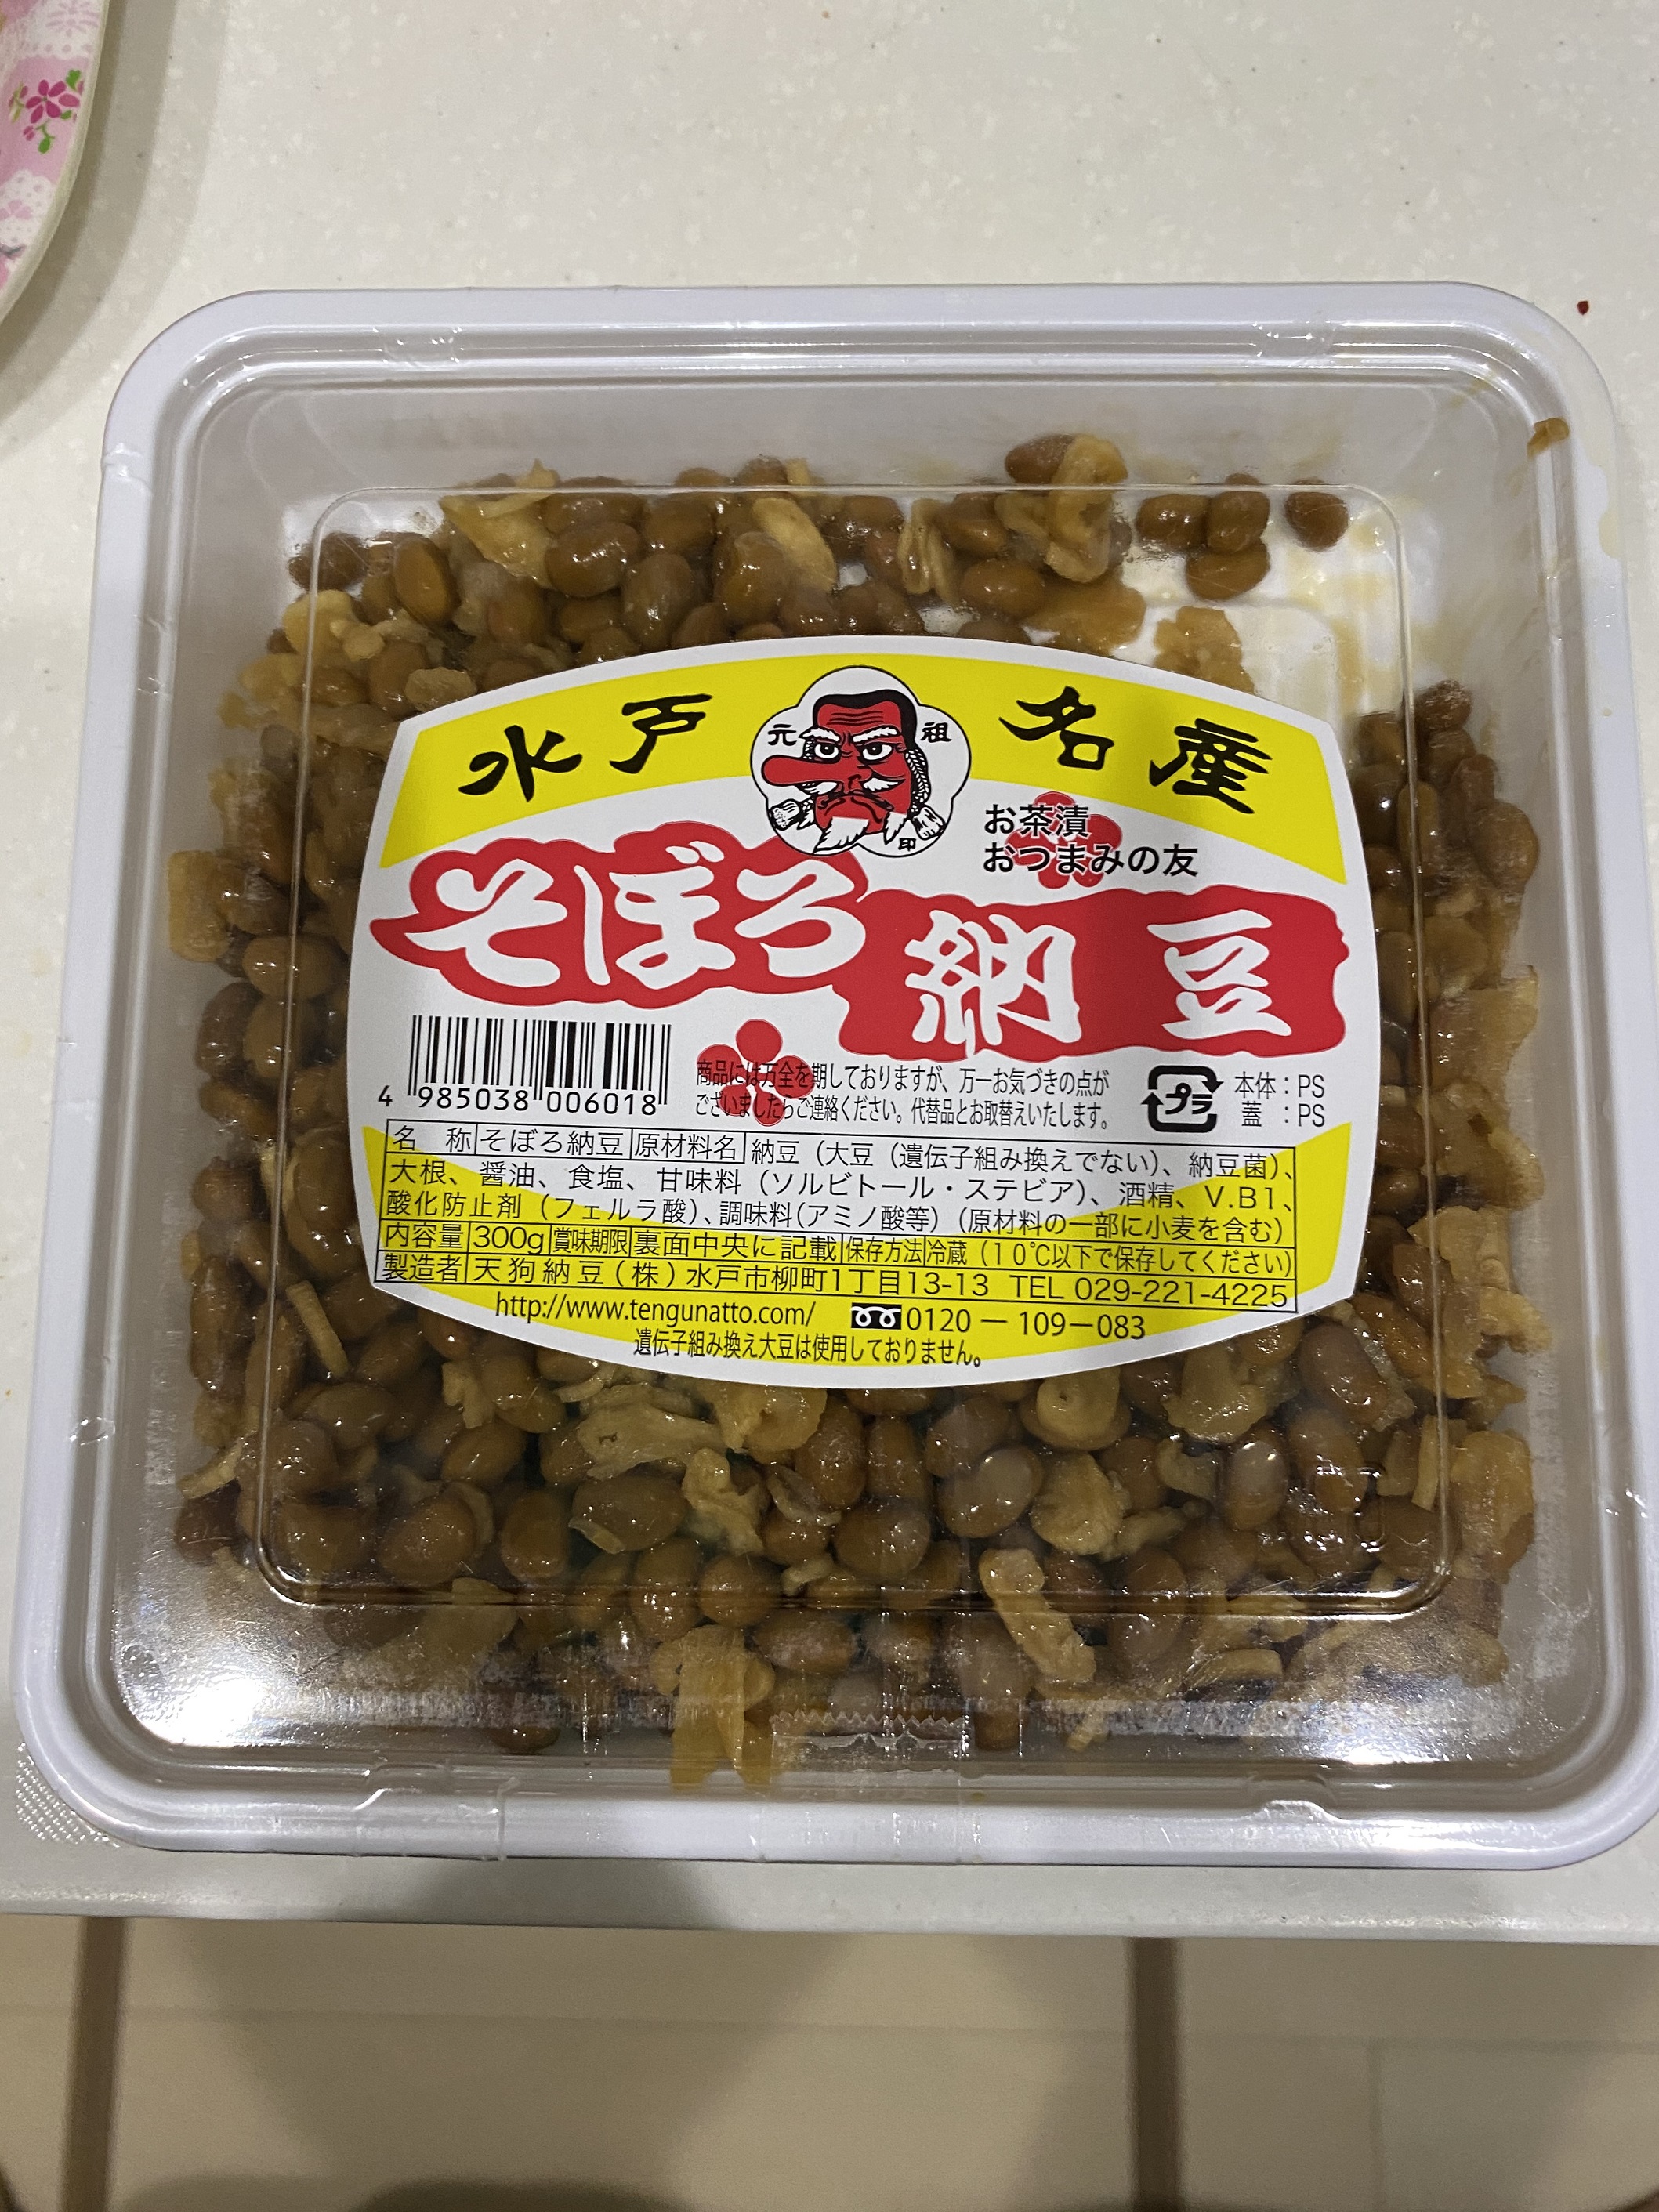 水戸 元祖 名産
印
お茶漬
おつまみの友
そぼろ納豆
4 985038 006018
商品には万全を期しておりますが、万一お気づきの点が
ございましたらご連絡ください。代替品とお取替えいたします。
プラ
本体：PS
蓋　：PS
名　称 そぼろ納豆 原材料名 納豆（大豆（遺伝子組み換えでない）、納豆菌）、
大根、醤油、食塩、甘味料（ソルビトール・ステビア）、酒精、V.B1、
酸化防止剤（フェルラ酸）、調味料（アミノ酸等）（原材料の一部に小麦を含む）
内容量 300g 賞味期限 裏面中央に記載 保存方法 冷蔵（10℃以下で保存してください）
製造者 天狗納豆（株）水戸市柳町1丁目13-13 TEL 029-221-4225
http://www.tengunatto.com/ 0120－109－083
遺伝子組み換え大豆は使用しておりません。